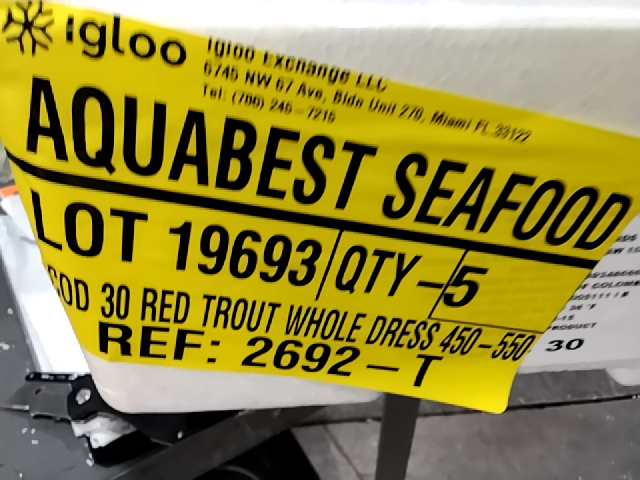 igloo
Igloo Exchange LLC
6745 NW 67 Ave, Bldn Unit 270, Miami FL.33122
Tel: (786) 245-7215
AQUABEST SEAFOOD
LOT 19693 QTY-5
COD 30 RED TROUT WHOLE DRESS 450-550
REF: 2692-T
30